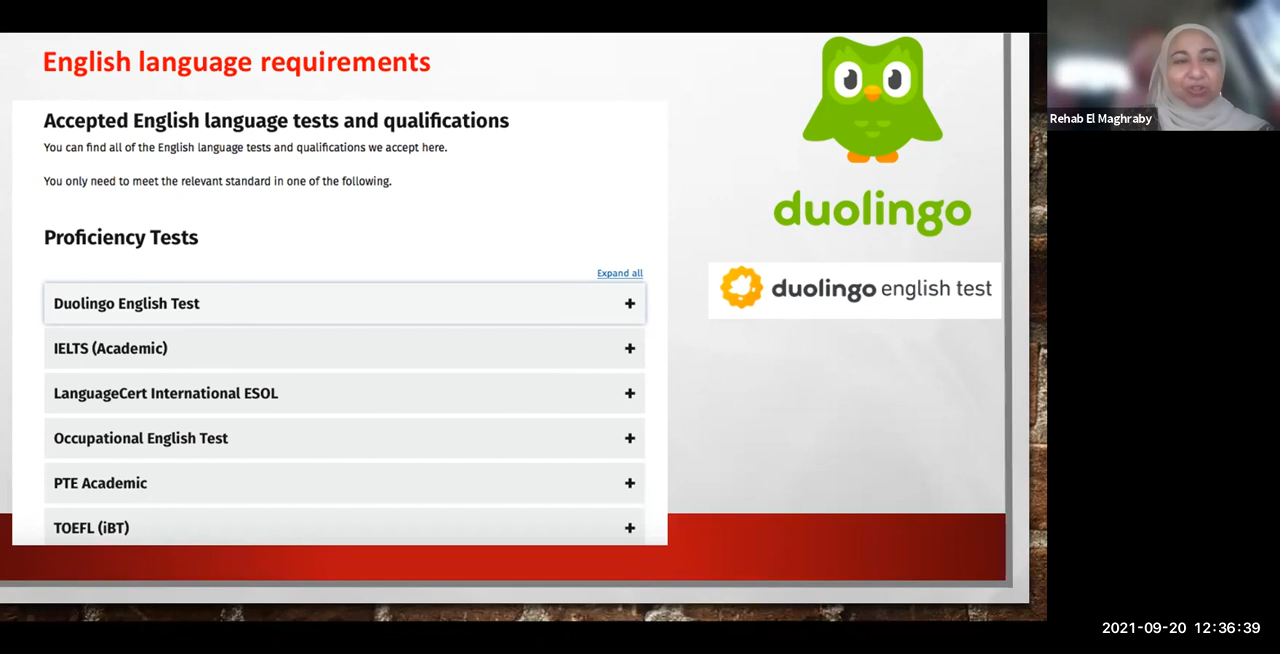 English language requirements
Accepted English language tests and qualifications
You can find all of the English language tests and qualifications we accept here.
You only need to meet the relevant standard in one of the following.
Proficiency Tests
Expand all
Duolingo English Test +
IELTS (Academic) +
LanguageCert International ESOL +
Occupational English Test +
PTE Academic +
TOEFL (iBT) +
duolingo
duolingo english test
Rehab El Maghraby
2021-09-20 12:36:39